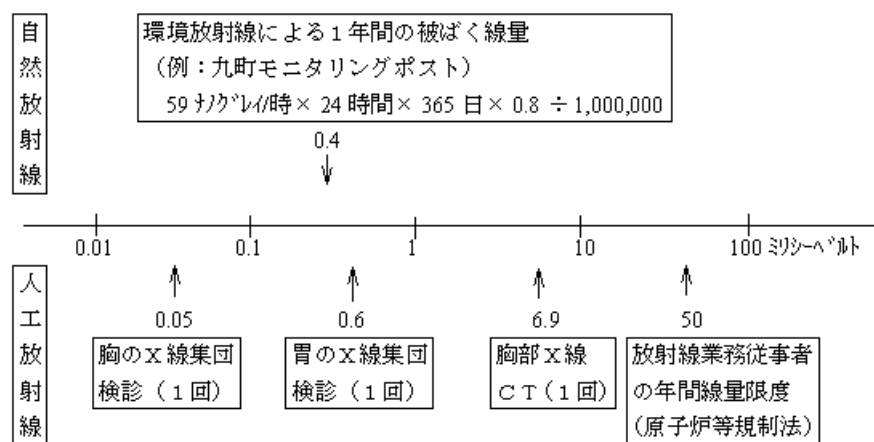 自然放射線
環境放射線による1年間の被ばく線量
(例:九町モニタリングポスト)
59 ﾅﾉｸﾞﾚｲ/時× 24 時間× 365 日× 0.8 ÷ 1,000,000
0.4
0.01 0.1 1 10 100 ﾐﾘｼｰﾍﾞﾙﾄ
人工放射線
0.05
胸のX線集団
検診(1回)
0.6
胃のX線集団
検診(1回)
6.9
胸部X線
CT(1回)
50
放射線業務従事者
の年間線量限度
(原子炉等規制法)